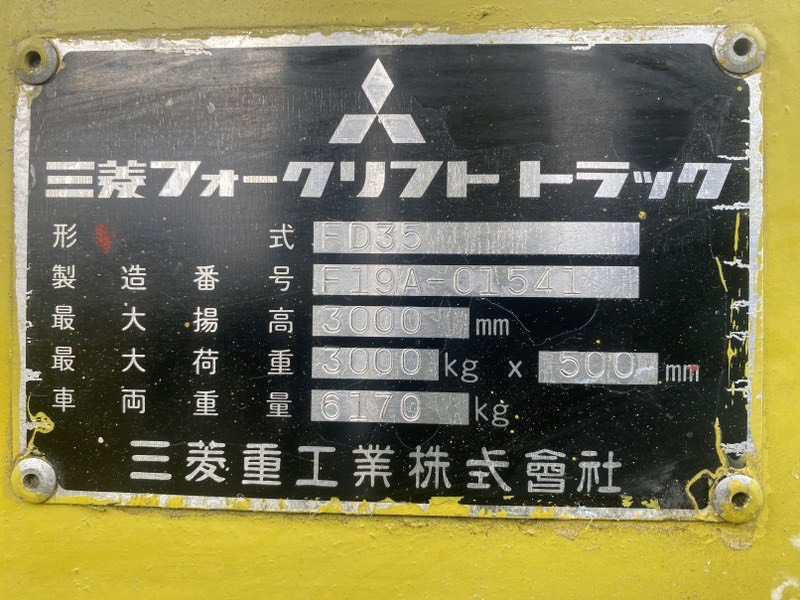 三菱フォークリフトトラック
形式 FD35
製造番号 F19A-01541
最大揚高 3000 mm
最大荷重 3000 kg x 500 mm
車両重量 6170 kg
三菱重工業株式會社